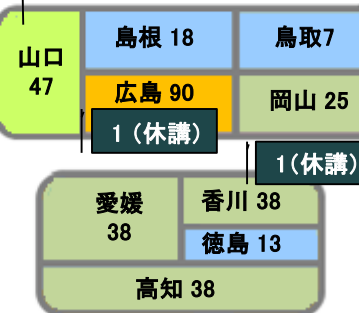 山口
47
島根 18
鳥取7
広島 90
岡山 25
1（休講）
1（休講）
愛媛
38
香川 38
徳島 13
高知 38